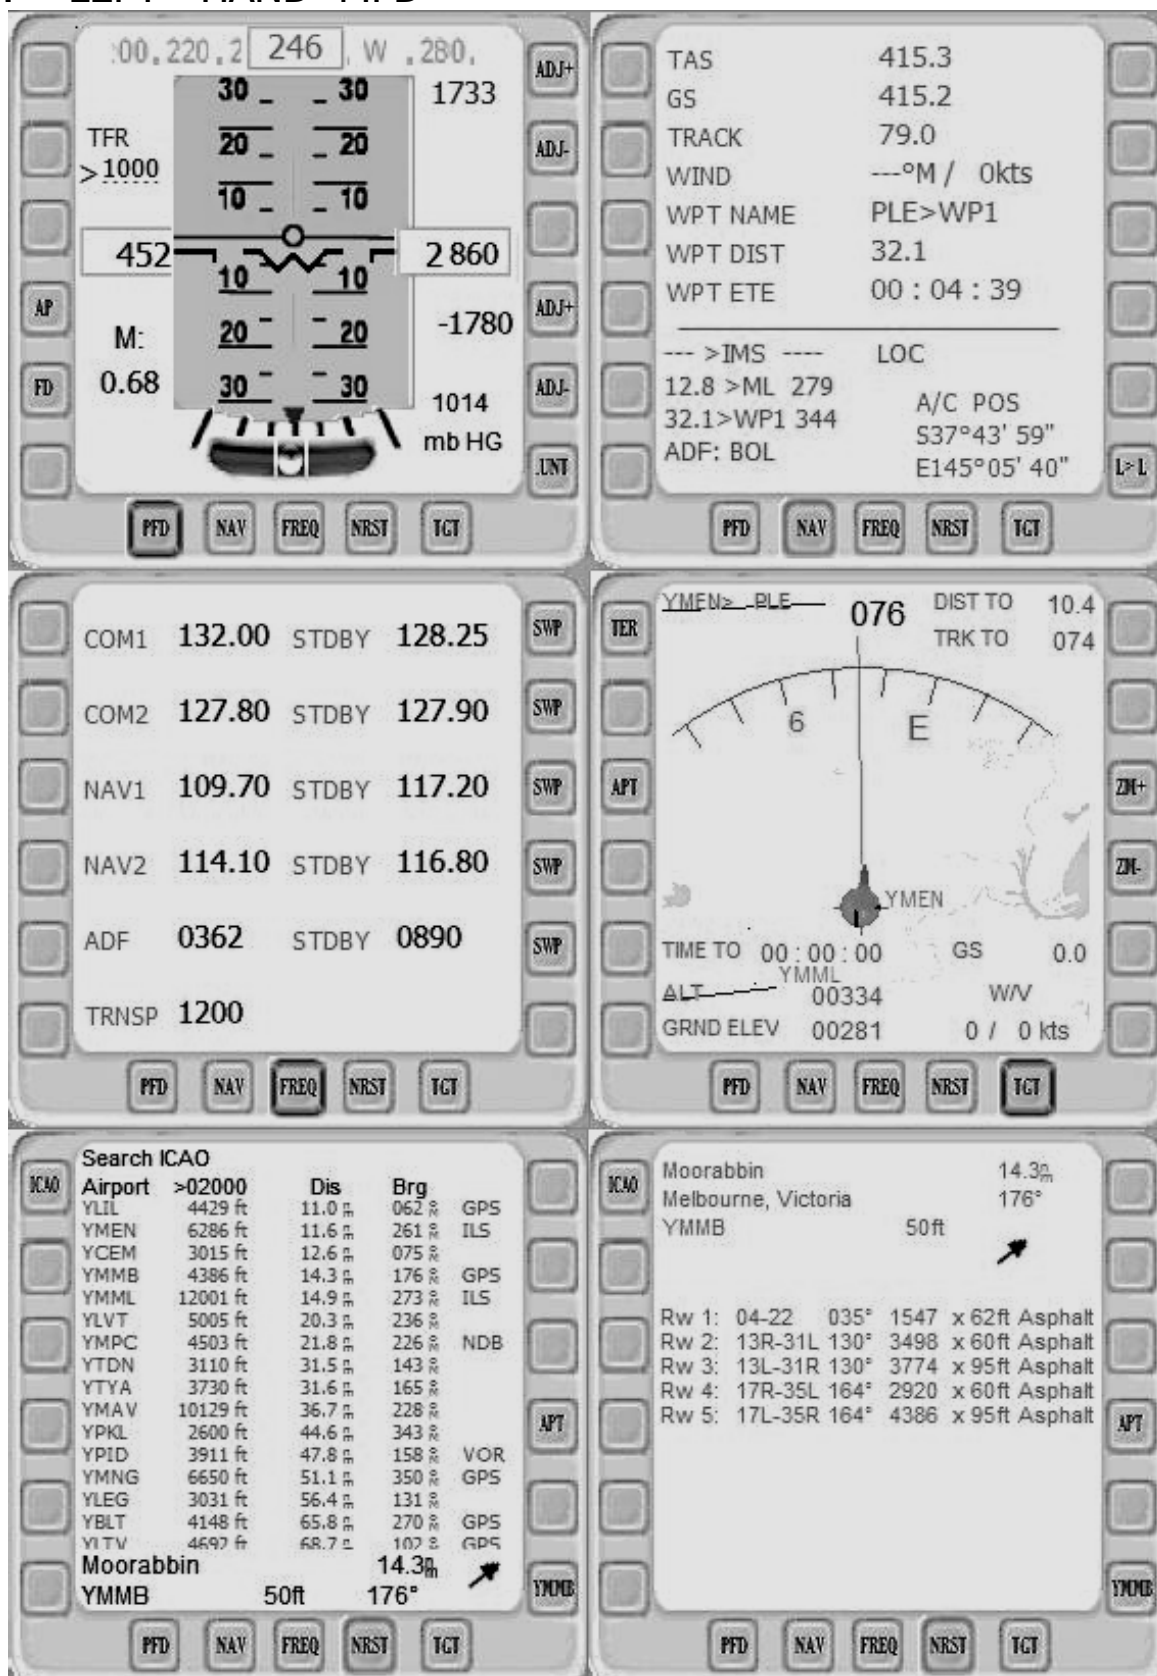 LEFT HAND MFD
:00. 220. 2 246 . W . 280.
ADJ+
30 30 1733
TFR 20 20 ADJ-
>1000
10 10
452 2860
10 10
AP ADJ+
M: 20 20 -1780
FD 0.68 30 30 1014 ADJ-
mb HG
.UNT
PFD NAV FREQ NRST TGT
TAS 415.3
GS 415.2
TRACK 79.0
WIND ---°M / 0kts
WPT NAME PLE>WP1
WPT DIST 32.1
WPT ETE 00 : 04 : 39
--- >IMS ---- LOC
12.8 >ML 279 A/C POS
32.1>WP1 344 S37°43' 59"
ADF: BOL E145°05' 40" L>L
PFD NAV FREQ NRST TGT
COM1 132.00 STDBY 128.25 SWP
COM2 127.80 STDBY 127.90 SWP
NAV1 109.70 STDBY 117.20 SWP
NAV2 114.10 STDBY 116.80 SWP
ADF 0362 STDBY 0890 SWP
TRNSP 1200
PFD NAV FREQ NRST TGT
YMEN> PLE 076 DIST TO 10.4
TER TRK TO 074
6 E
APT ZM+
ZM-
YMEN
TIME TO 00 : 00 : 00 GS 0.0
YMML
ALT 00334 W/V
GRND ELEV 00281 0 / 0 kts
PFD NAV FREQ NRST TGT
Search ICAO
ICAO Airport >02000 Dis Brg
YLIL 4429 ft 11.0 062 GPS
YMEN 6286 ft 11.6 261 ILS
YCEM 3015 ft 12.6 075
YMMB 4386 ft 14.3 176 GPS
YMML 12001 ft 14.9 273 ILS
YLVT 5005 ft 20.3 236
YMPC 4503 ft 21.8 226 NDB
YTDN 3110 ft 31.5 143
YTYA 3730 ft 31.6 165
YMAV 10129 ft 36.7 228
YPKL 2600 ft 44.6 343 APT
YPID 3911 ft 47.8 158 VOR
YMNG 6650 ft 51.1 350 GPS
YLEG 3031 ft 56.4 131
YBLT 4148 ft 65.8 270 GPS
YLTV 4692 ft 68.7 102 GPS
Moorabbin 14.3
YMMB 50ft 176° YMMB
PFD NAV FREQ NRST TGT
ICAO Moorabbin 14.3
Melbourne, Victoria 176°
YMMB 50ft
Rw 1: 04-22 035° 1547 x 62ft Asphalt
Rw 2: 13R-31L 130° 3498 x 60ft Asphalt
Rw 3: 13L-31R 130° 3774 x 95ft Asphalt
Rw 4: 17R-35L 164° 2920 x 60ft Asphalt
Rw 5: 17L-35R 164° 4386 x 95ft Asphalt APT
YMMB
PFD NAV FREQ NRST TGT